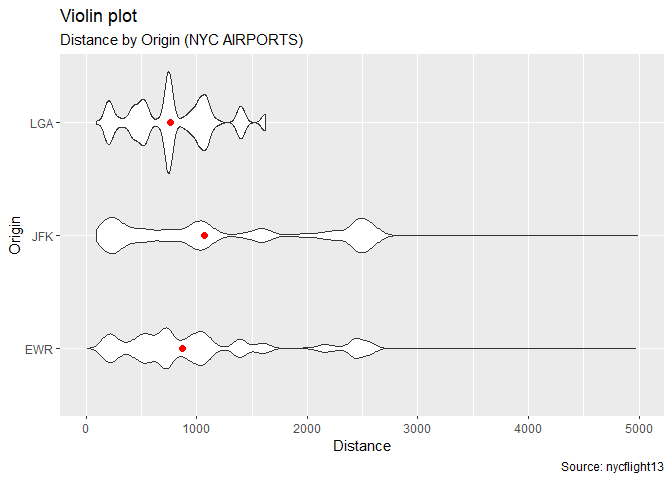 Violin plot
Distance by Origin (NYC AIRPORTS)
Origin
LGA
JFK
EWR
0 1000 2000 3000 4000 5000
Distance
Source: nycflight13